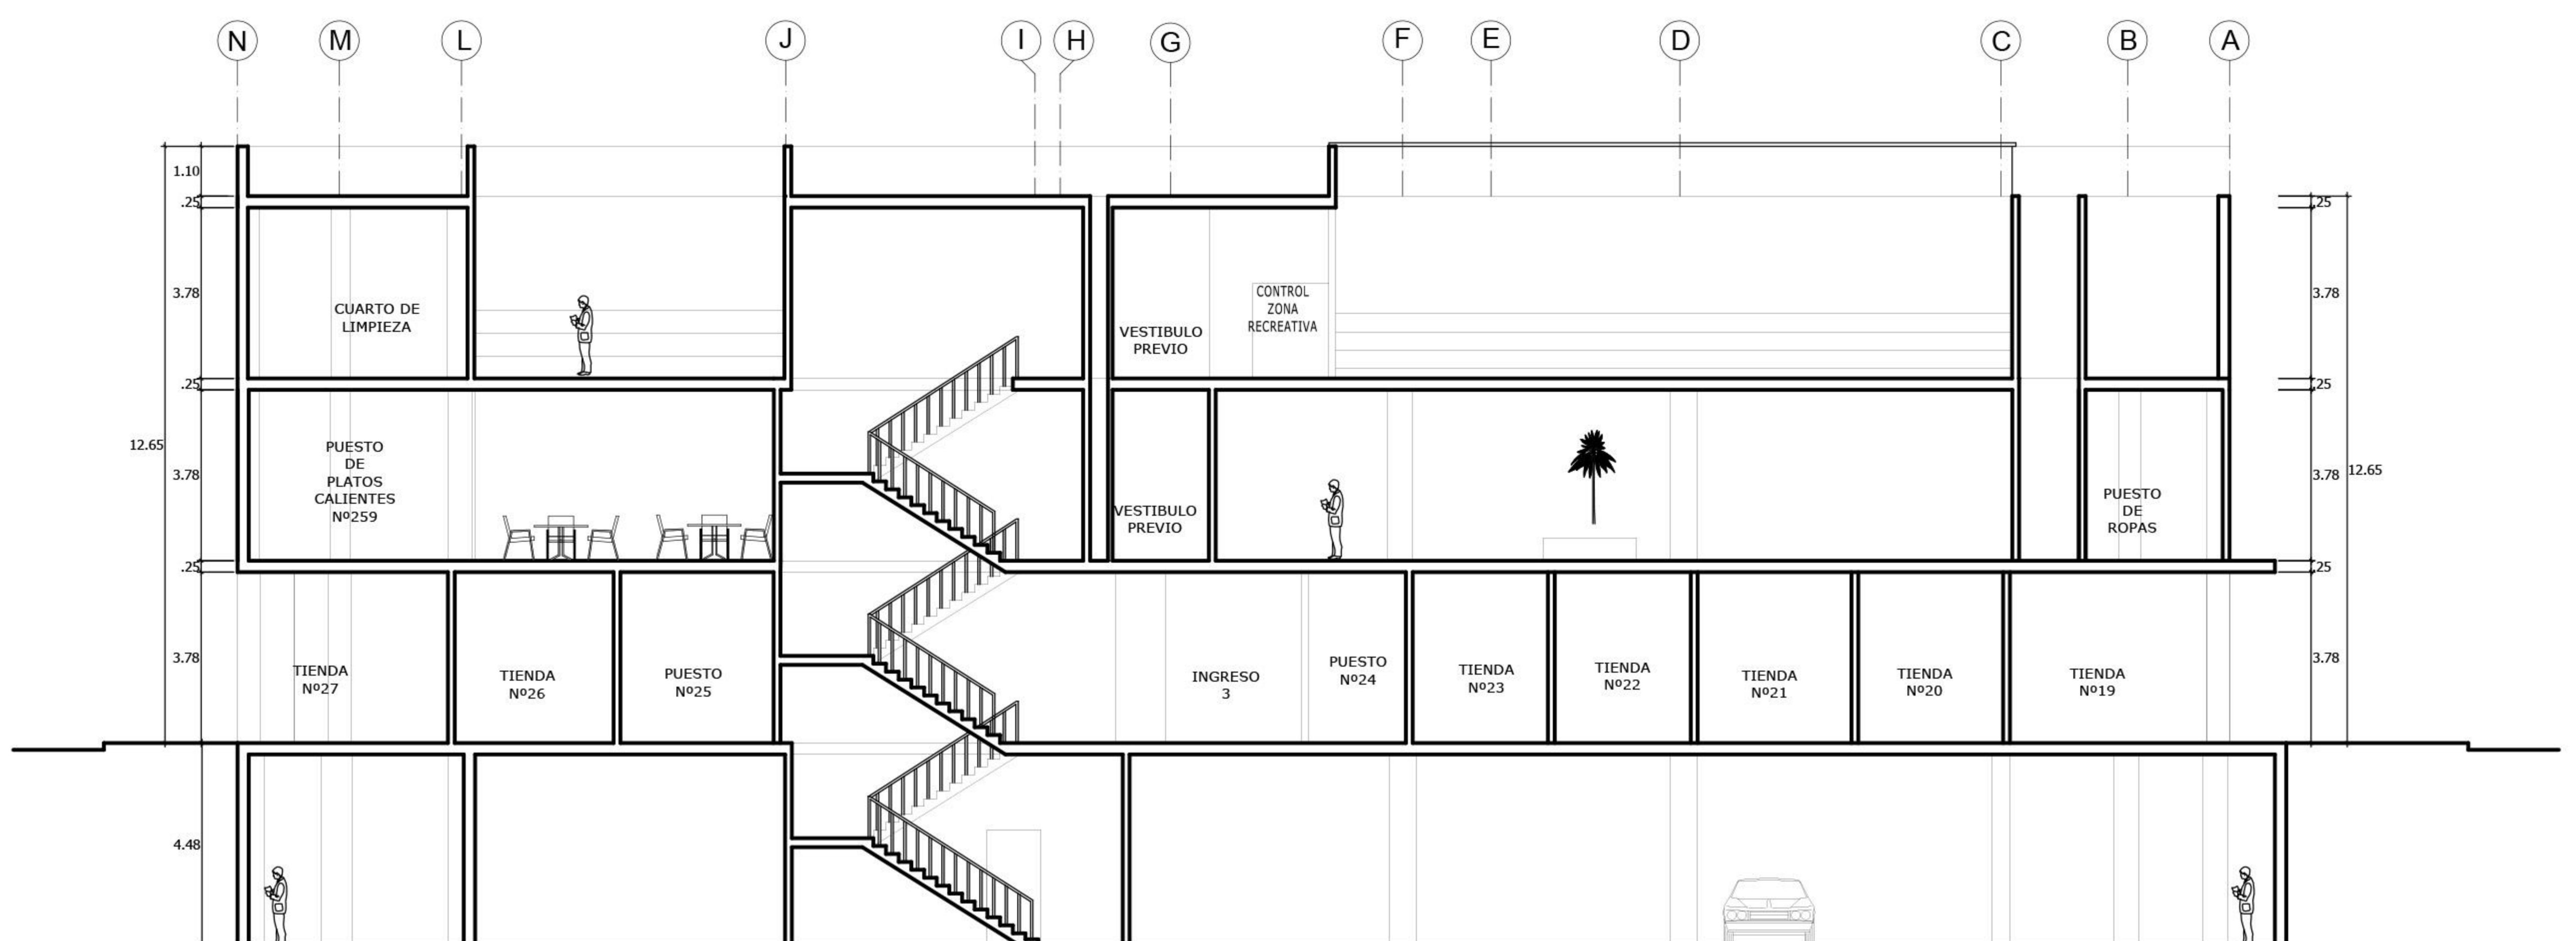 N M L J I H G F E D C B A
1.10
.25
.25
3.78
3.78
CUARTO DE
LIMPIEZA
VESTIBULO
PREVIO
CONTROL
ZONA
RECREATIVA
.25
.25
12.65
3.78
PUESTO
DE
PLATOS
CALIENTES
Nº259
VESTIBULO
PREVIO
PUESTO
DE
ROPAS
3.78
12.65
.25
.25
3.78
TIENDA
Nº27
TIENDA
Nº26
PUESTO
Nº25
INGRESO
3
PUESTO
Nº24
TIENDA
Nº23
TIENDA
Nº22
TIENDA
Nº21
TIENDA
Nº20
TIENDA
Nº19
3.78
4.48